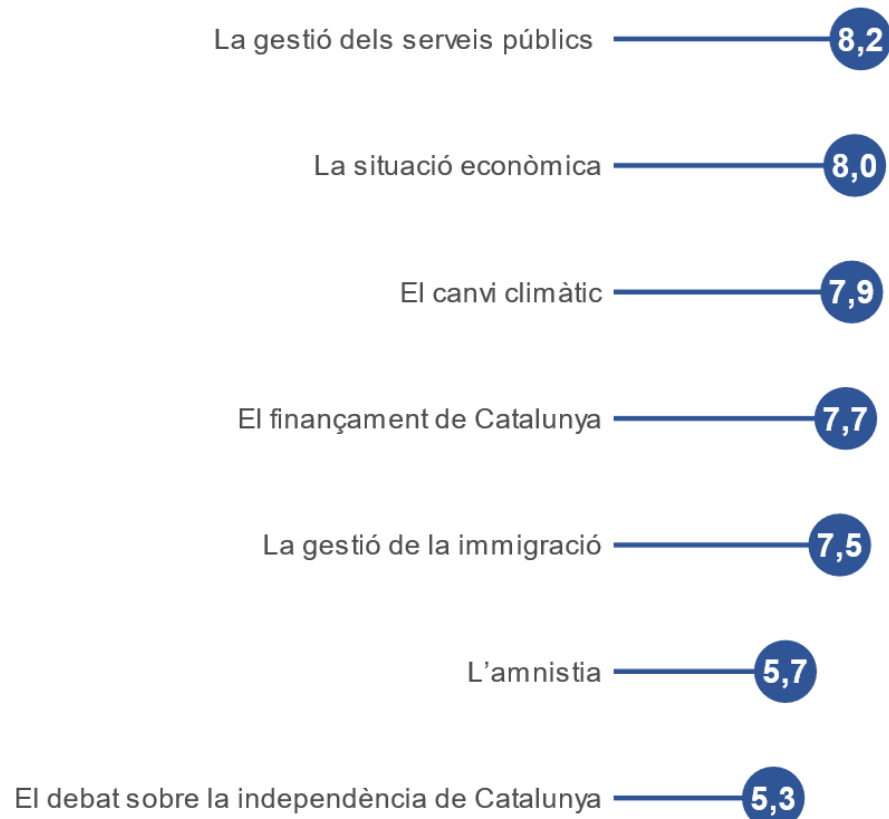 La gestió dels serveis públics 8,2
La situació econòmica 8,0
El canvi climàtic 7,9
El finançament de Catalunya 7,7
La gestió de la immigració 7,5
L’amnistia 5,7
El debat sobre la independència de Catalunya 5,3